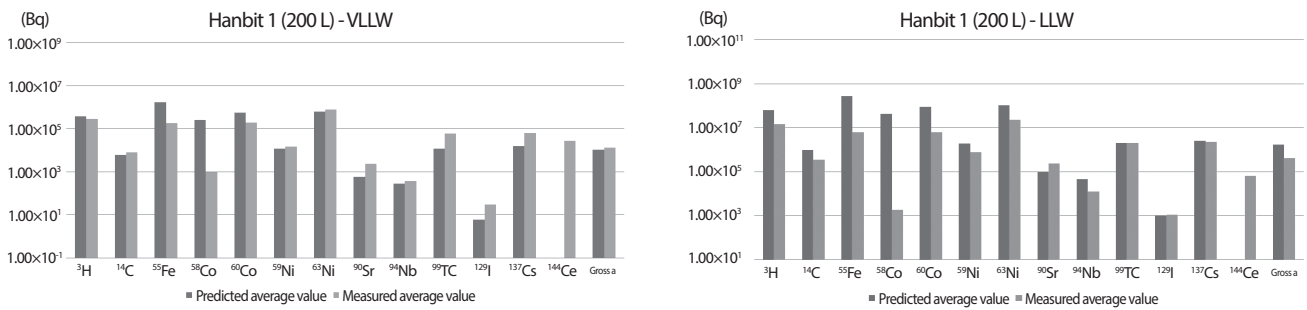 (Bq)
Hanbit 1 (200 L) - VLLW
1.00×10⁹
1.00×10⁷
1.00×10⁵
1.00×10³
1.00×10¹
1.00×10⁻¹
³H ¹⁴C ⁵⁵Fe ⁵⁸Co ⁶⁰Co ⁵⁹Ni ⁶³Ni ⁹⁰Sr ⁹⁴Nb ⁹⁹TC ¹²⁹I ¹³⁷Cs ¹⁴⁴Ce Gross a
Predicted average value Measured average value
(Bq)
Hanbit 1 (200 L) - LLW
1.00×10¹¹
1.00×10⁹
1.00×10⁷
1.00×10⁵
1.00×10³
1.00×10¹
³H ¹⁴C ⁵⁵Fe ⁵⁸Co ⁶⁰Co ⁵⁹Ni ⁶³Ni ⁹⁰Sr ⁹⁴Nb ⁹⁹TC ¹²⁹I ¹³⁷Cs ¹⁴⁴Ce Gross a
Predicted average value Measured average value